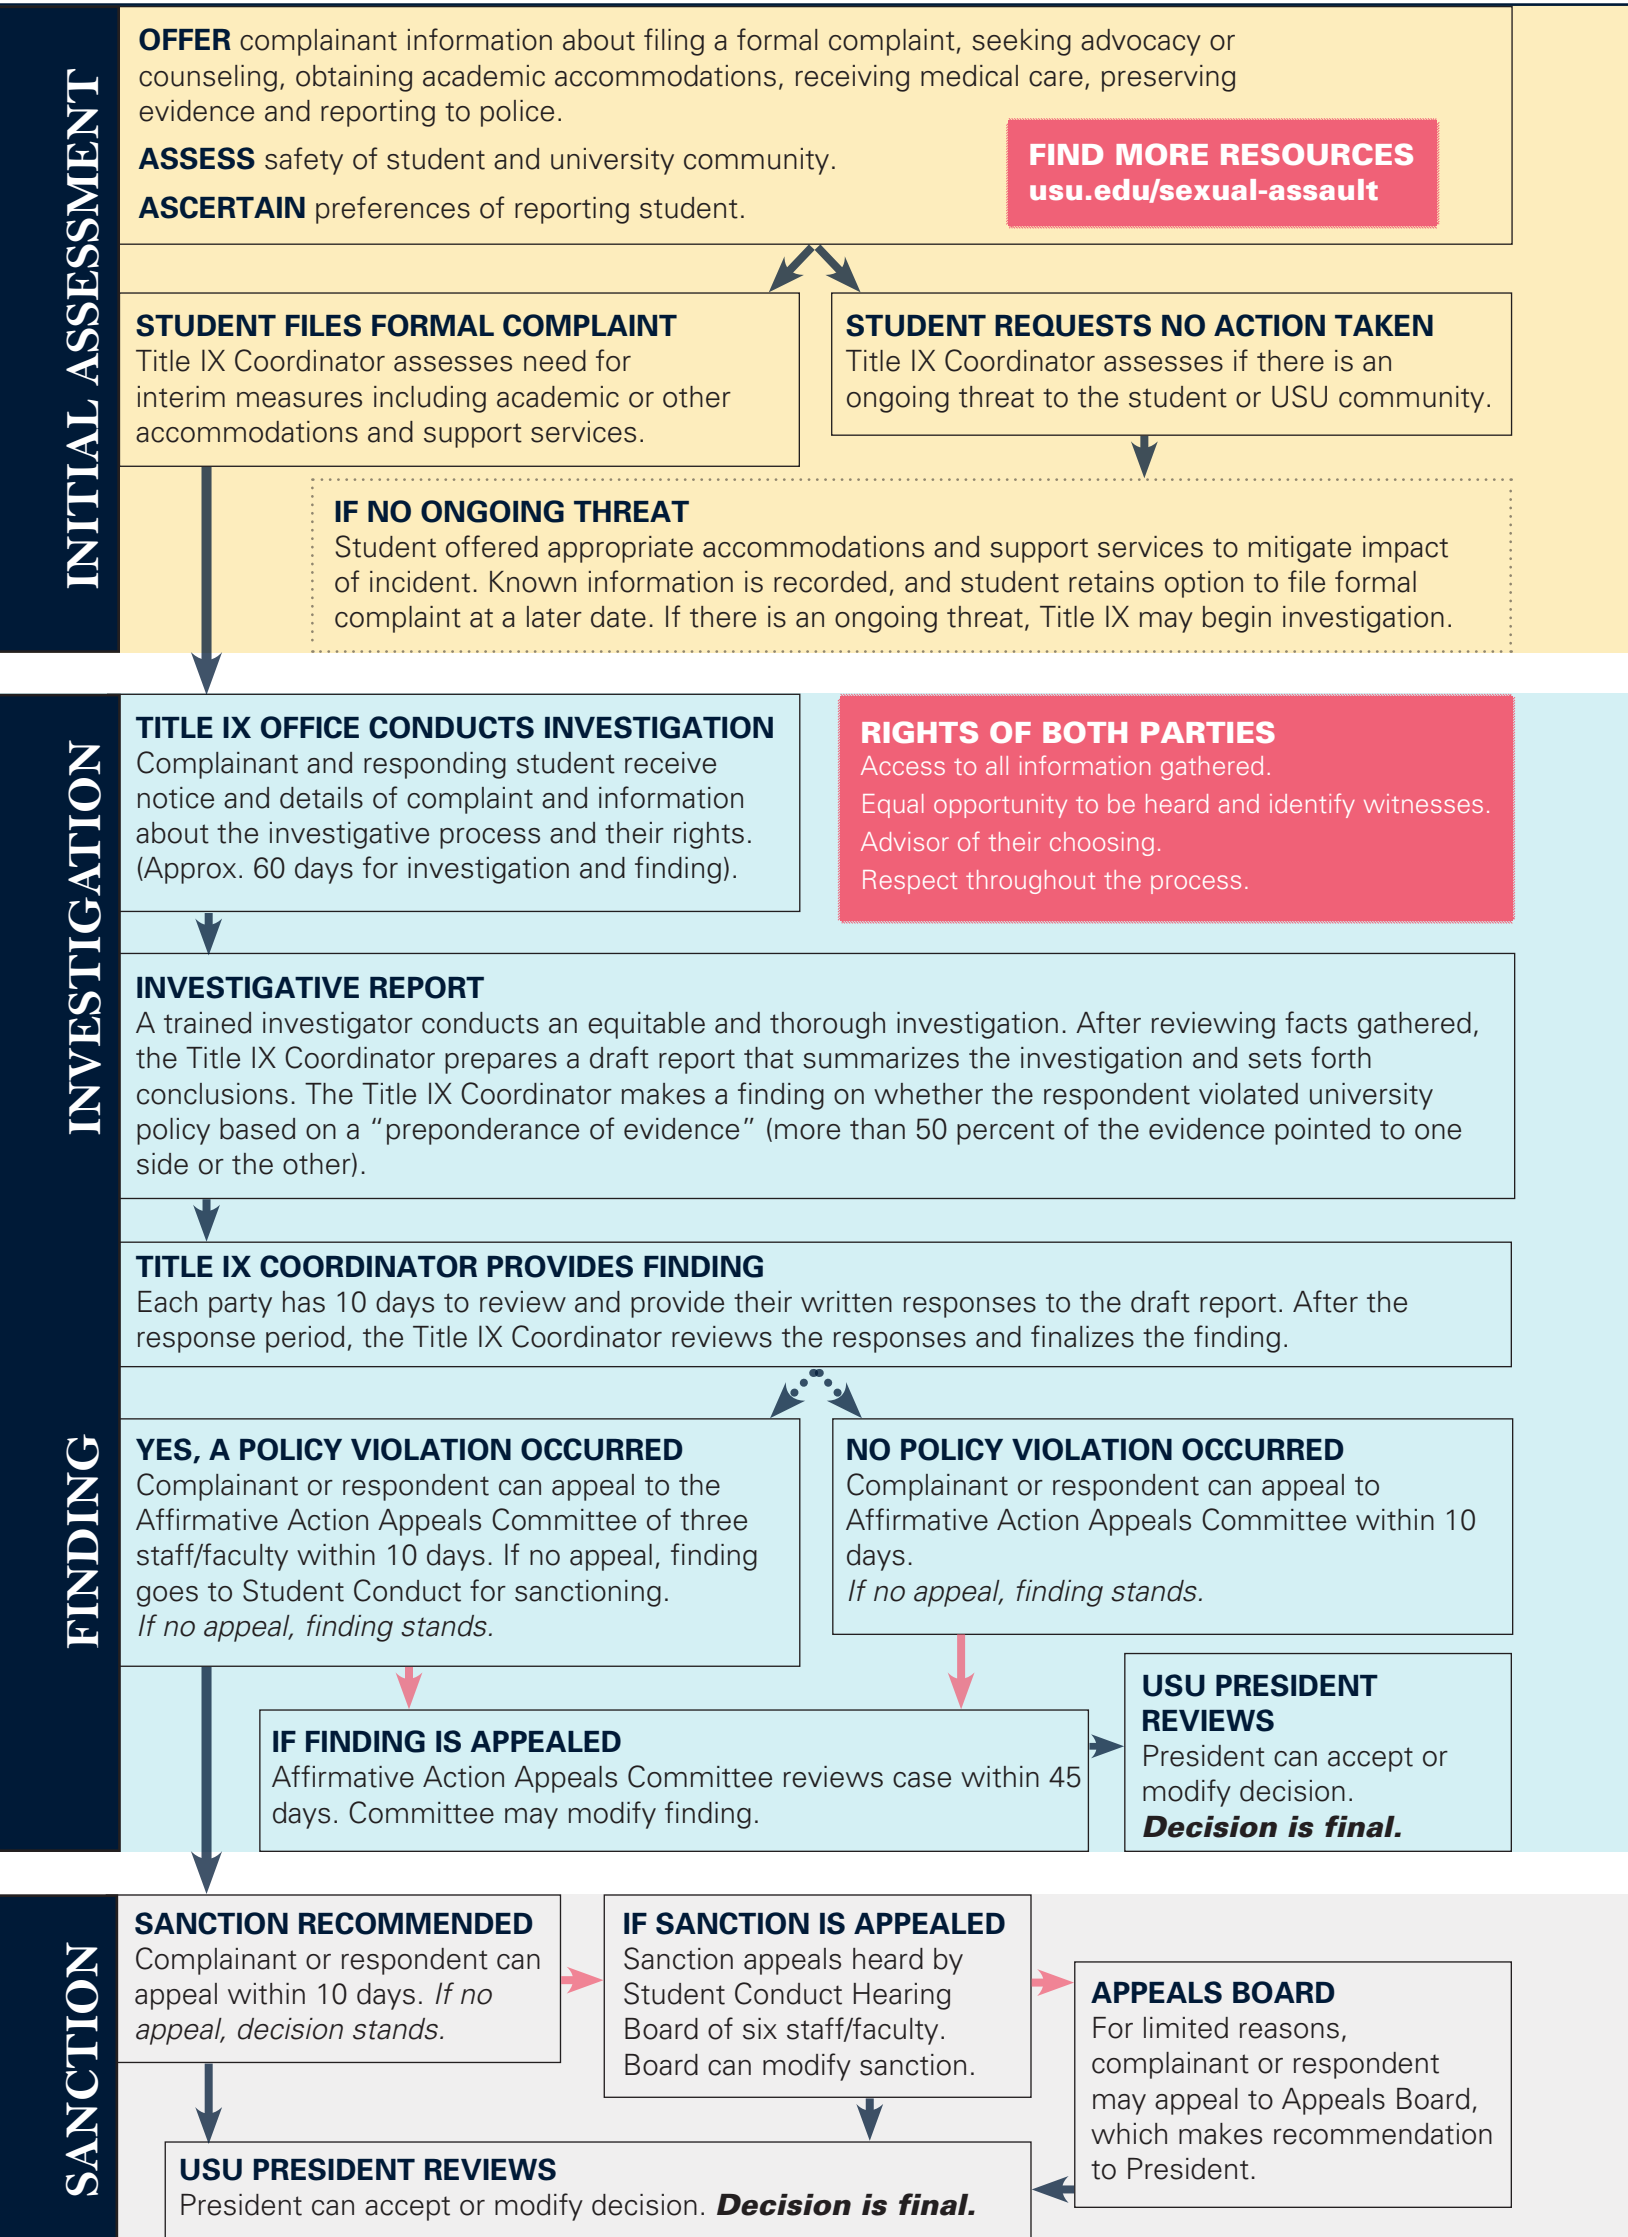 INITIAL ASSESSMENT
OFFER complainant information about filing a formal complaint, seeking advocacy or
counseling, obtaining academic accommodations, receiving medical care, preserving
evidence and reporting to police.
ASSESS safety of student and university community.
ASCERTAIN preferences of reporting student.
FIND MORE RESOURCES
usu.edu/sexual-assault
STUDENT FILES FORMAL COMPLAINT
Title IX Coordinator assesses need for
interim measures including academic or other
accommodations and support services.
STUDENT REQUESTS NO ACTION TAKEN
Title IX Coordinator assesses if there is an
ongoing threat to the student or USU community.
IF NO ONGOING THREAT
Student offered appropriate accommodations and support services to mitigate impact
of incident. Known information is recorded, and student retains option to file formal
complaint at a later date. If there is an ongoing threat, Title IX may begin investigation.
INVESTIGATION
TITLE IX OFFICE CONDUCTS INVESTIGATION
Complainant and responding student receive
notice and details of complaint and information
about the investigative process and their rights.
(Approx. 60 days for investigation and finding).
RIGHTS OF BOTH PARTIES
Access to all information gathered.
Equal opportunity to be heard and identify witnesses.
Advisor of their choosing.
Respect throughout the process.
INVESTIGATIVE REPORT
A trained investigator conducts an equitable and thorough investigation. After reviewing facts gathered,
the Title IX Coordinator prepares a draft report that summarizes the investigation and sets forth
conclusions. The Title IX Coordinator makes a finding on whether the respondent violated university
policy based on a “preponderance of evidence” (more than 50 percent of the evidence pointed to one
side or the other).
FINDING
TITLE IX COORDINATOR PROVIDES FINDING
Each party has 10 days to review and provide their written responses to the draft report. After the
response period, the Title IX Coordinator reviews the responses and finalizes the finding.
YES, A POLICY VIOLATION OCCURRED
Complainant or respondent can appeal to the
Affirmative Action Appeals Committee of three
staff/faculty within 10 days. If no appeal, finding
goes to Student Conduct for sanctioning.
If no appeal, finding stands.
NO POLICY VIOLATION OCCURRED
Complainant or respondent can appeal to
Affirmative Action Appeals Committee within 10
days.
If no appeal, finding stands.
IF FINDING IS APPEALED
Affirmative Action Appeals Committee reviews case within 45
days. Committee may modify finding.
USU PRESIDENT
REVIEWS
President can accept or
modify decision.
Decision is final.
SANCTION
SANCTION RECOMMENDED
Complainant or respondent can
appeal within 10 days. If no
appeal, decision stands.
IF SANCTION IS APPEALED
Sanction appeals heard by
Student Conduct Hearing
Board of six staff/faculty.
Board can modify sanction.
APPEALS BOARD
For limited reasons,
complainant or respondent
may appeal to Appeals Board,
which makes recommendation
to President.
USU PRESIDENT REVIEWS
President can accept or modify decision. Decision is final.